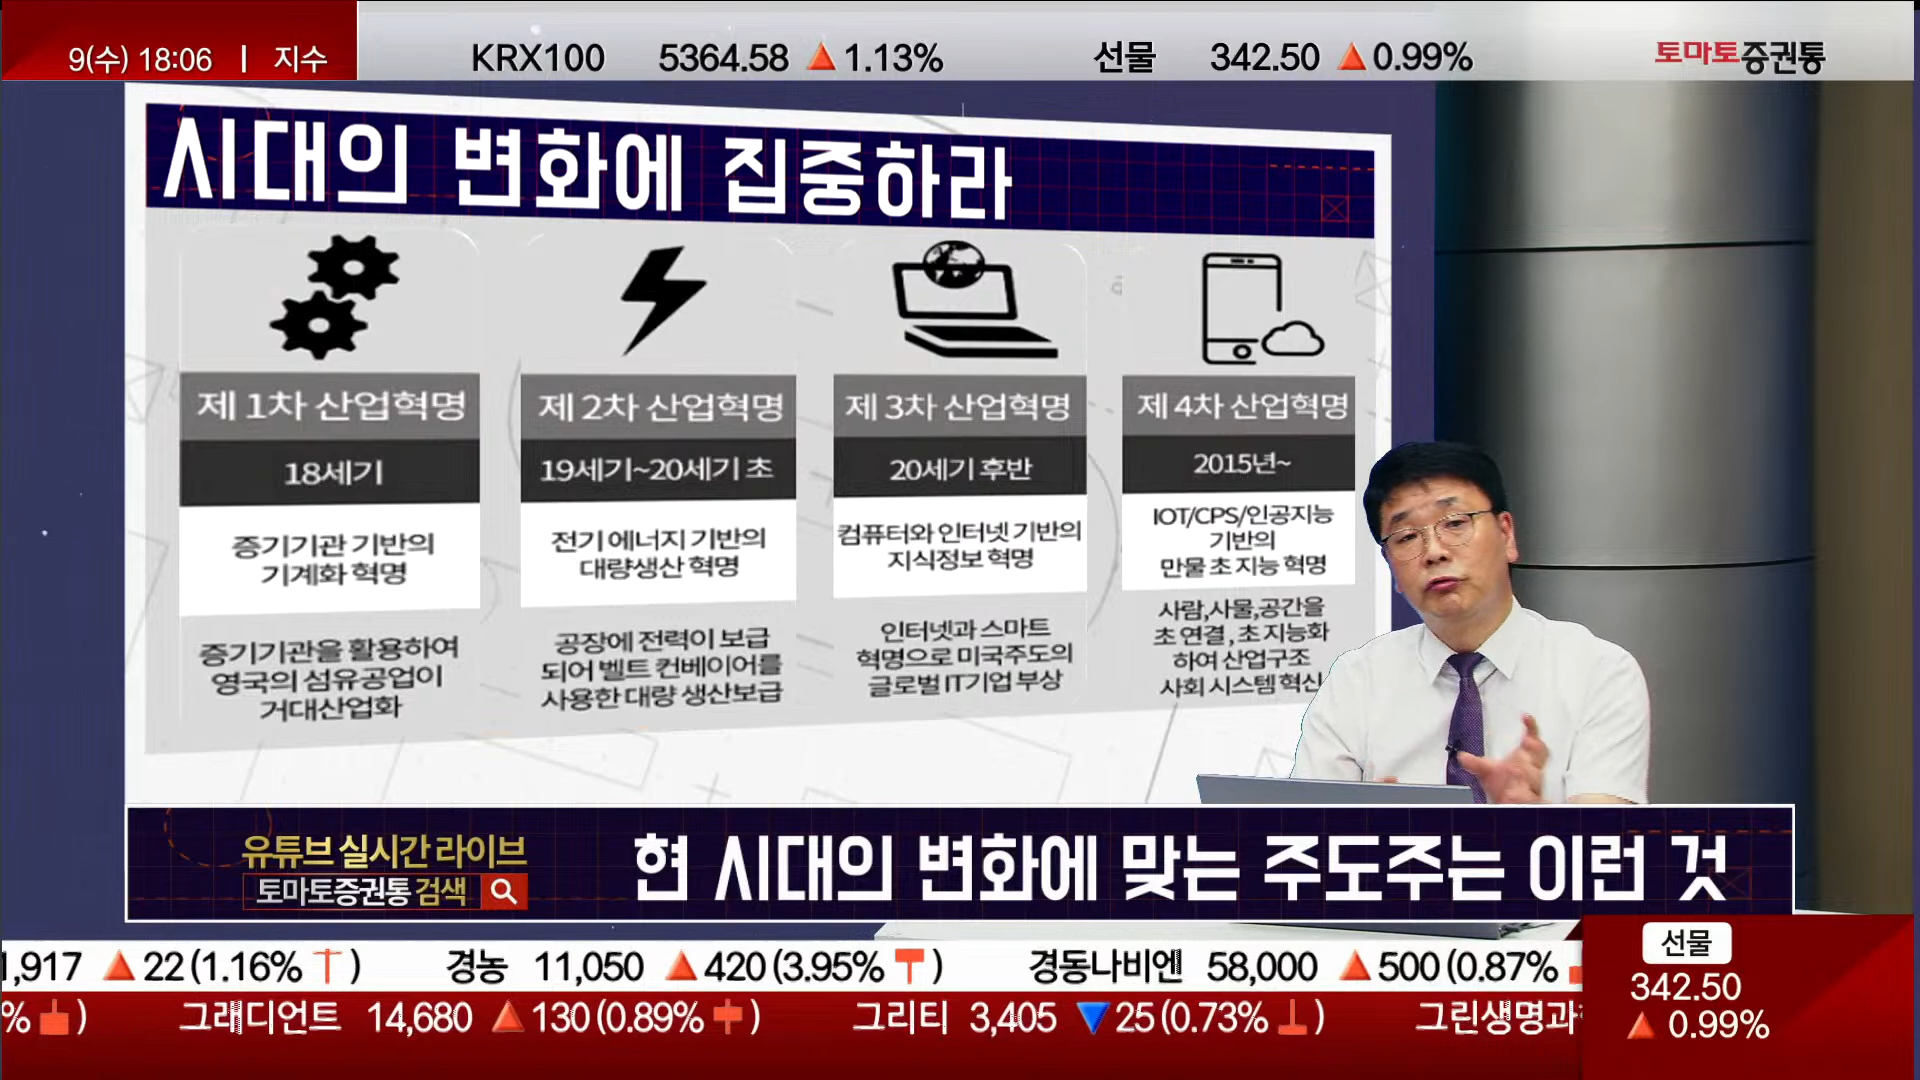 9(수) 18:06 | 지수
KRX100 5364.58 ▲ 1.13%
선물 342.50 ▲ 0.99%
토마토증권통
시대의 변화에 집중하라
제 1차 산업혁명
18세기
증기기관 기반의
기계화 혁명
증기기관을 활용하여
영국의 섬유공업이
거대산업화
제 2차 산업혁명
19세기~20세기 초
전기 에너지 기반의
대량생산 혁명
공장에 전력이 보급
되어 벨트 컨베이어를
사용한 대량 생산보급
제 3차 산업혁명
20세기 후반
컴퓨터와 인터넷 기반의
지식정보 혁명
인터넷과 스마트
혁명으로 미국주도의
글로벌 IT기업 부상
제 4차 산업혁명
2015년~
IOT/CPS/인공지능
기반의
만물 초 지능 혁명
사람,사물,공간을
초 연결 , 초 지능화
하여 산업구조
사회 시스템 혁신
유튜브 실시간 라이브
토마토증권통 검색
현 시대의 변화에 맞는 주도주는 이런 것
1,917 ▲ 22 (1.16% ) 경농 11,050 ▲ 420 (3.95% ) 경동나비엔 58,000 ▲ 500 (0.87%
% ) 그래디언트 14,680 ▲ 130 (0.89% ) 그리티 3,405 ▼ 25 (0.73% ) 그린생명과
선물
342.50
▲ 0.99%